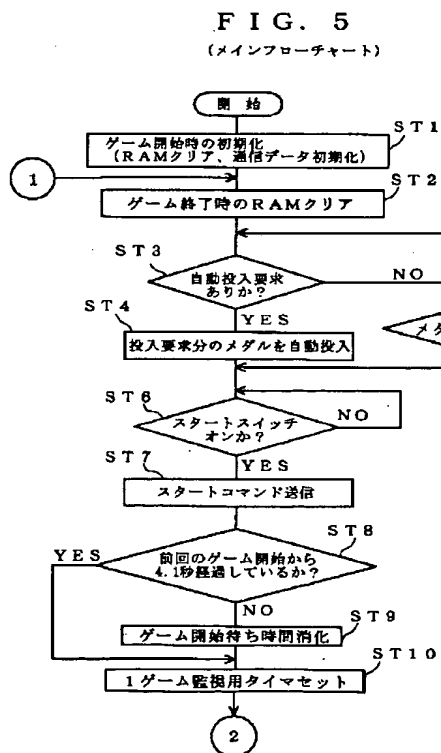 FIG. 5
(メインフローチャート)
開 始
ST1
ゲーム開始時の初期化
(RAMクリア、通信データ初期化)
1
ST2
ゲーム終了時のRAMクリア
ST3
自動投入要求
ありか?
NO
YES
ST4
投入要求分のメダルを自動投入
メダ
ST6
スタートスイッチ
オンか?
NO
YES
ST7
スタートコマンド送信
ST8
前回のゲーム開始から
4.1秒経過しているか?
YES
NO
ST9
ゲーム開始待ち時間消化
ST10
1ゲーム監視用タイマセット
2